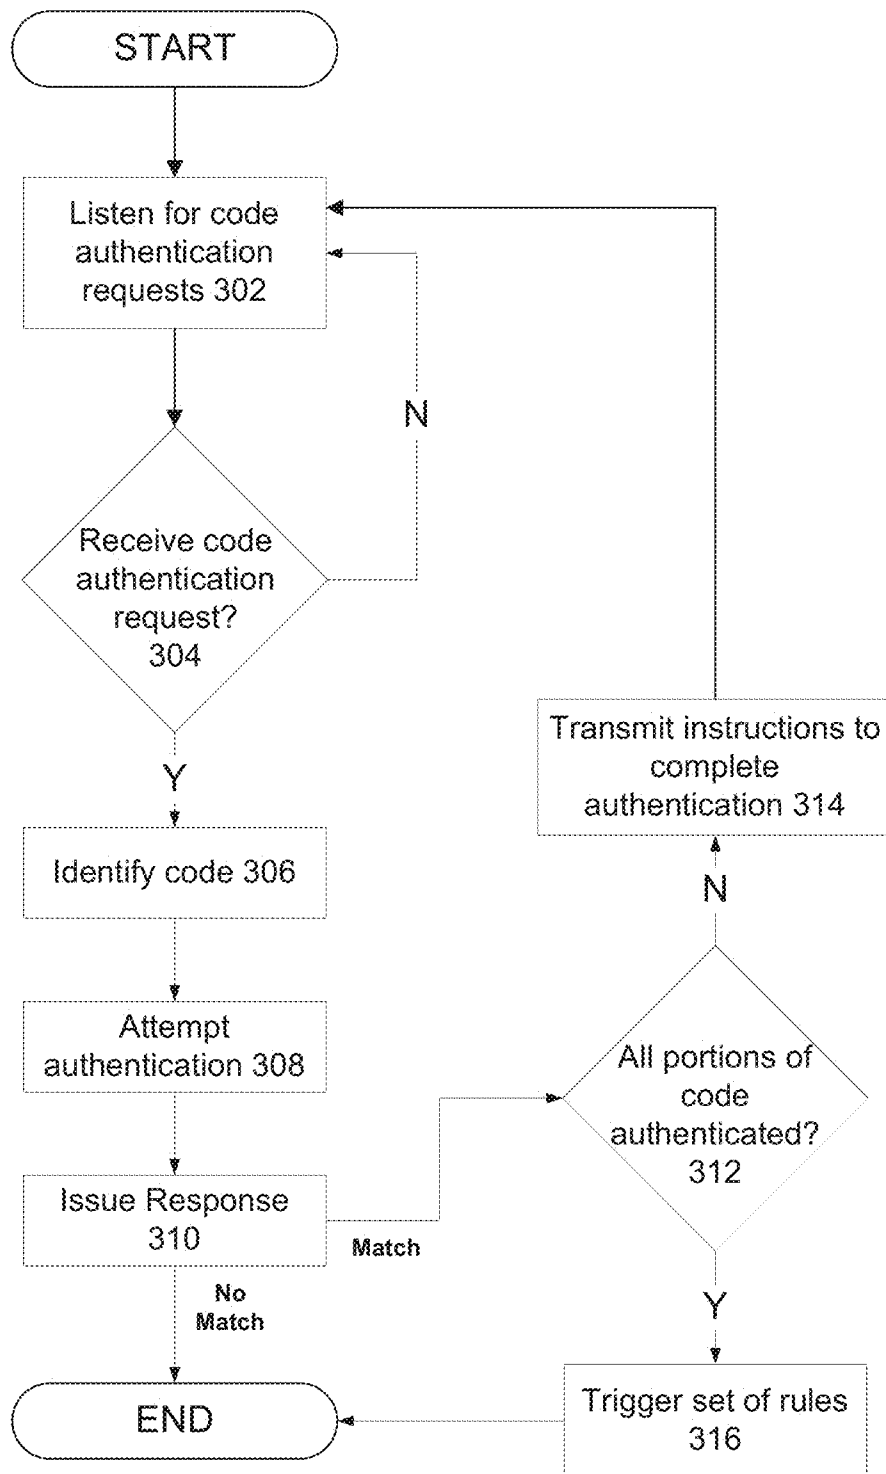 START
Listen for code
authentication
requests 302
N
Receive code
authentication
request?
304
Y
Identify code 306
Attempt
authentication 308
Issue Response
310
Match
No
Match
END
Transmit instructions to
complete
authentication 314
N
All portions of
code
authenticated?
312
Y
Trigger set of rules
316